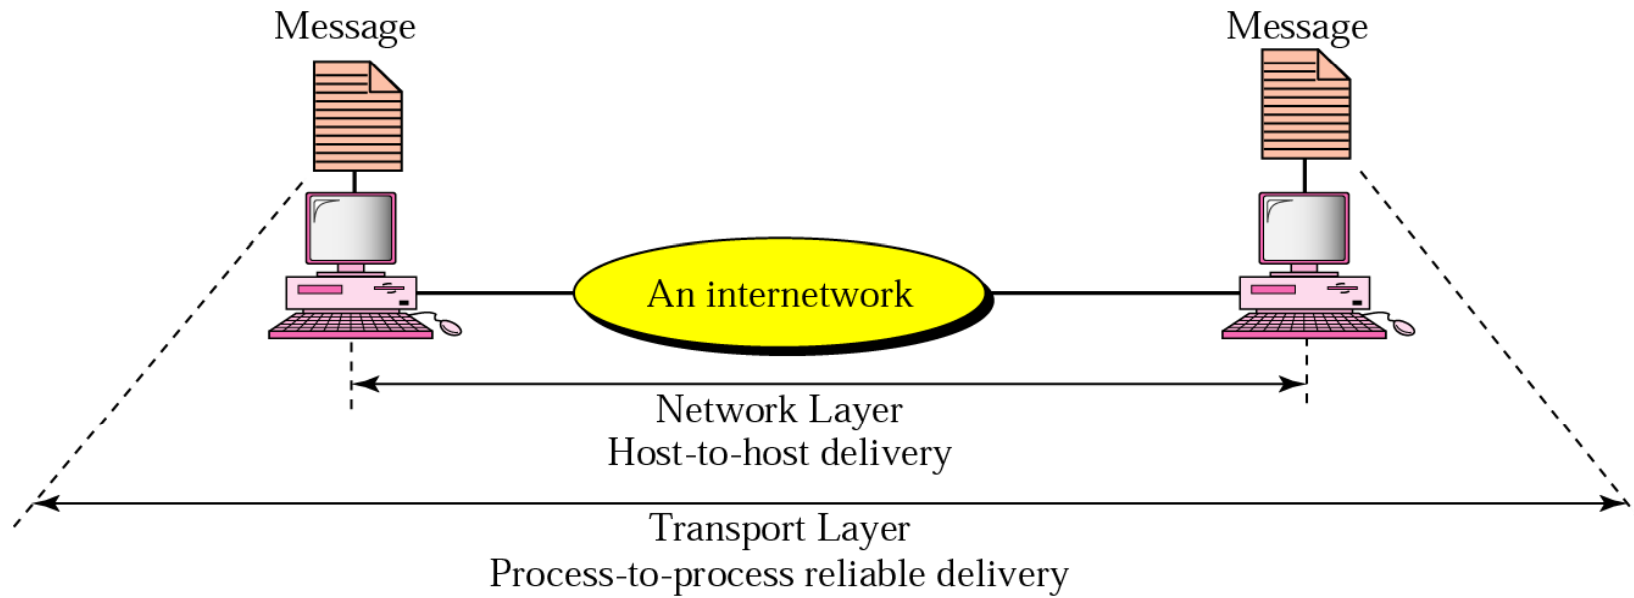 Message
Message
An internetwork
Network Layer
Host-to-host delivery
Transport Layer
Process-to-process reliable delivery